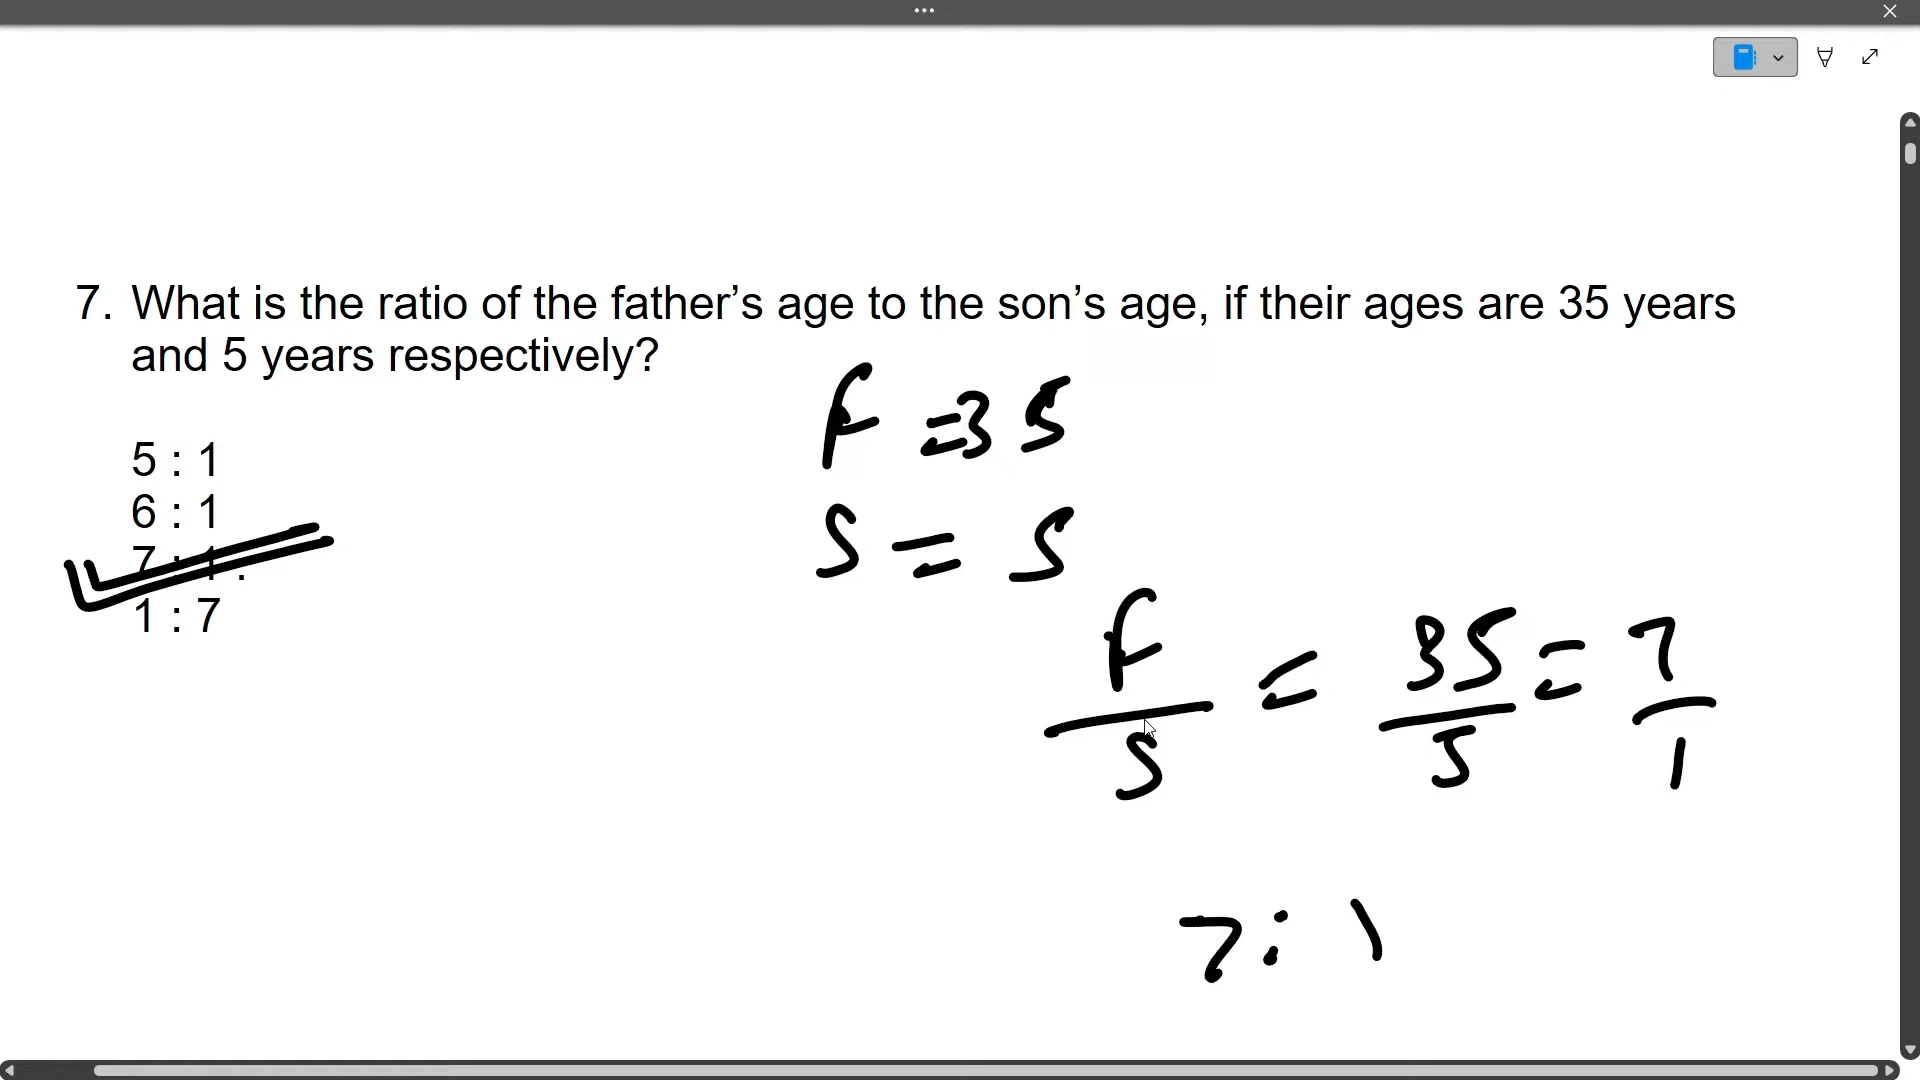 7. What is the ratio of the father’s age to the son’s age, if their ages are 35 years
and 5 years respectively?
F = 35
5 : 1
6 : 1
S = 5
7 : 1 .
1 : 7
F/S = 35/5 = 7/1
7 : 1